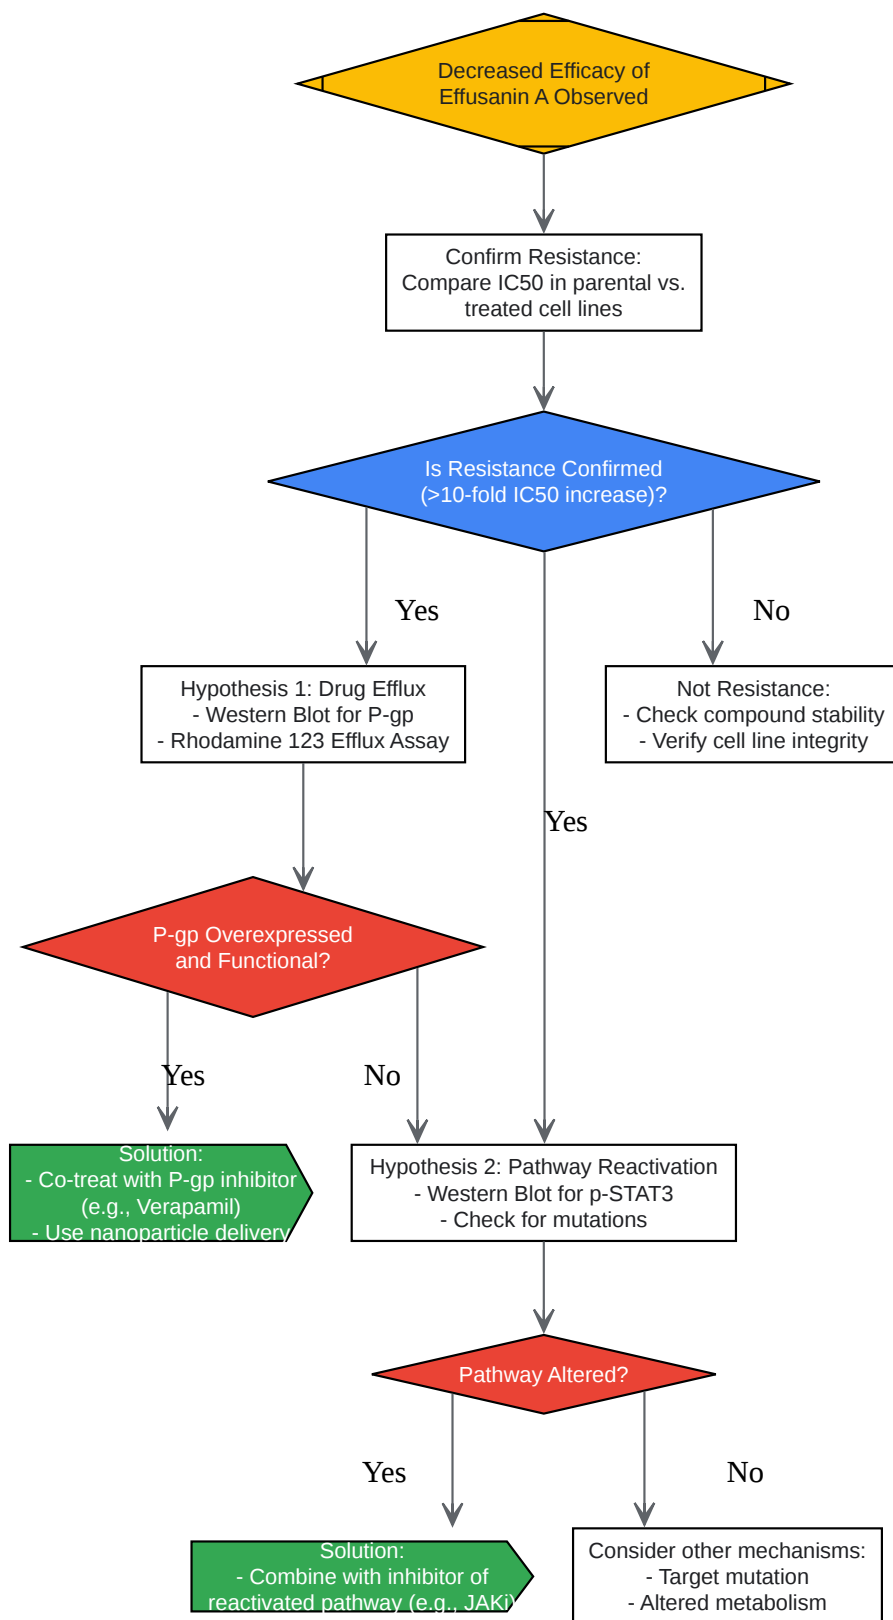 Decreased Efficacy of
Effusanin A Observed
Confirm Resistance:
Compare IC50 in parental vs.
treated cell lines
Is Resistance Confirmed
(>10-fold IC50 increase)?
Yes
No
Hypothesis 1: Drug Efflux
- Western Blot for P-gp
- Rhodamine 123 Efflux Assay
Not Resistance:
- Check compound stability
- Verify cell line integrity
Yes
P-gp Overexpressed
and Functional?
Yes
No
Solution:
- Co-treat with P-gp inhibitor
(e.g., Verapamil)
- Use nanoparticle delivery
Hypothesis 2: Pathway Reactivation
- Western Blot for p-STAT3
- Check for mutations
Pathway Altered?
Yes
No
Solution:
- Combine with inhibitor of
reactivated pathway (e.g., JAKi)
Consider other mechanisms:
- Target mutation
- Altered metabolism